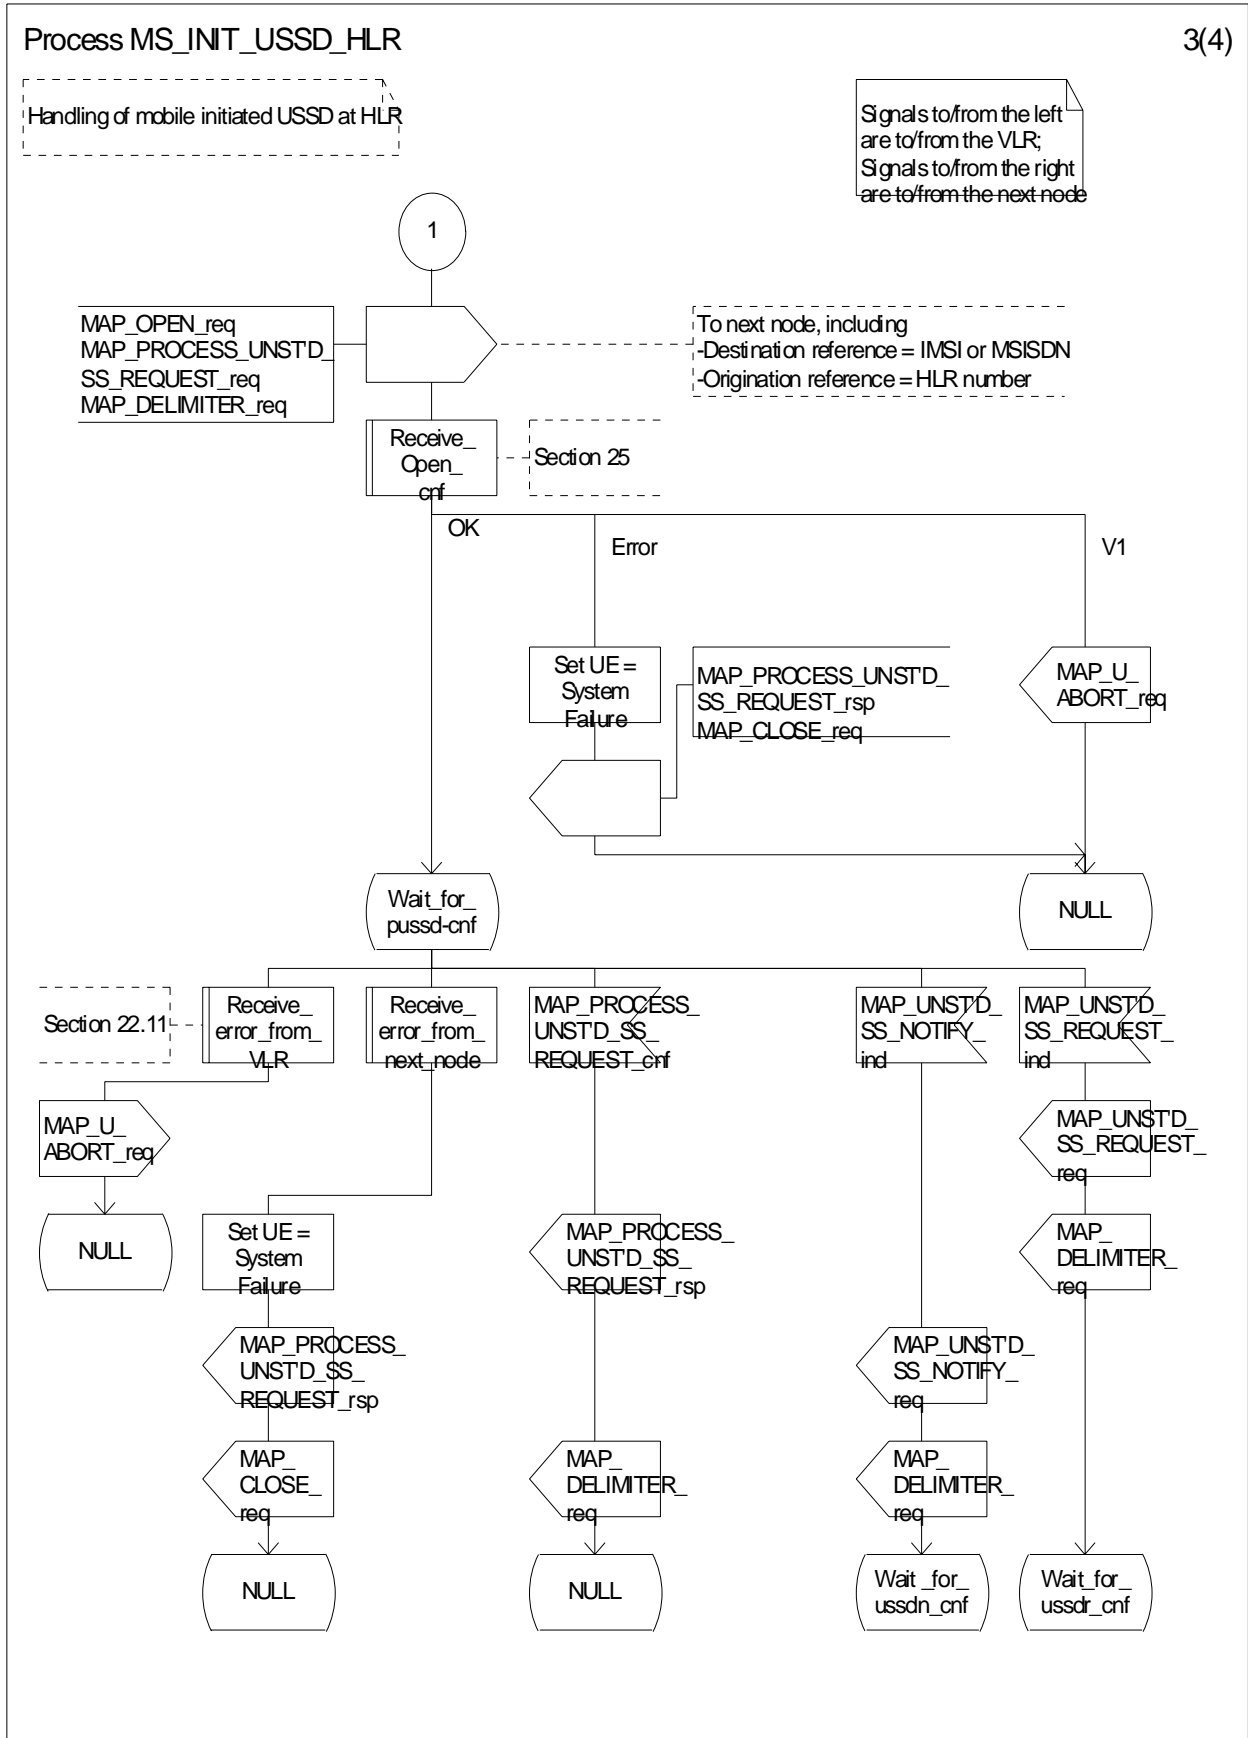 Process MS_INIT_USSD_HLR
3(4)
Handling of mobile initiated USSD at HLR
Signals to/from the left
are to/from the VLR;
Signals to/from the right
are to/from the next node
1
MAP_OPEN_req
MAP_PROCESS_UNST'D_
SS_REQUEST_req
MAP_DELIMITER_req
To next node, including
-Destination reference = IMSI or MSISDN
-Origination reference = HLR number
Receive_
Open_
cnf
Section 25
OK
Error
V1
Set UE =
System
Failure
MAP_PROCESS_UNST'D_
SS_REQUEST_rsp
MAP_CLOSE_req
MAP_U_
ABORT_req
Wait_for_
pussd-cnf
NULL
Section 22.11
Receive_
error_from_
VLR
Receive_
error_from_
next_node
MAP_PROCESS_
UNST'D_SS_
REQUEST_cnf
MAP_UNST'D_
SS_NOTIFY_
ind
MAP_UNST'D_
SS_REQUEST_
ind
MAP_U_
ABORT_req
MAP_UNST'D_
SS_REQUEST_
req
NULL
Set UE =
System
Failure
MAP_PROCESS_
UNST'D_SS_
REQUEST_rsp
MAP_
DELIMITER_
req
MAP_PROCESS_
UNST'D_SS_
REQUEST_rsp
MAP_UNST'D_
SS_NOTIFY_
req
MAP_
CLOSE_
req
MAP_
DELIMITER_
req
MAP_
DELIMITER_
req
NULL
NULL
Wait _for_
ussdn_cnf
Wait_for_
ussdr_cnf